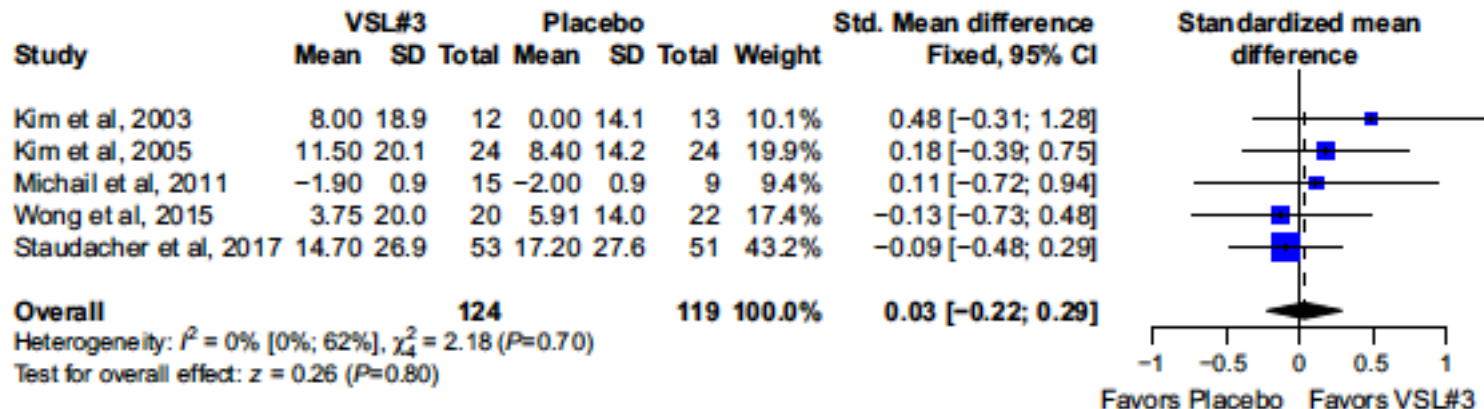 VSL#3 Placebo Std. Mean difference Standardized mean
Study Mean SD Total Mean SD Total Weight Fixed, 95% CI difference
Kim et al, 2003 8.00 18.9 12 0.00 14.1 13 10.1% 0.48 [−0.31; 1.28]
Kim et al, 2005 11.50 20.1 24 8.40 14.2 24 19.9% 0.18 [−0.39; 0.75]
Michail et al, 2011 −1.90 0.9 15 −2.00 0.9 9 9.4% 0.11 [−0.72; 0.94]
Wong et al, 2015 3.75 20.0 20 5.91 14.0 22 17.4% −0.13 [−0.73; 0.48]
Staudacher et al, 2017 14.70 26.9 53 17.20 27.6 51 43.2% −0.09 [−0.48; 0.29]
Overall 124 119 100.0% 0.03 [−0.22; 0.29]
Heterogeneity: I² = 0% [0%; 62%], χ²₄ = 2.18 (P=0.70)
Test for overall effect: z = 0.26 (P=0.80)
−1 −0.5 0 0.5 1
Favors Placebo Favors VSL#3